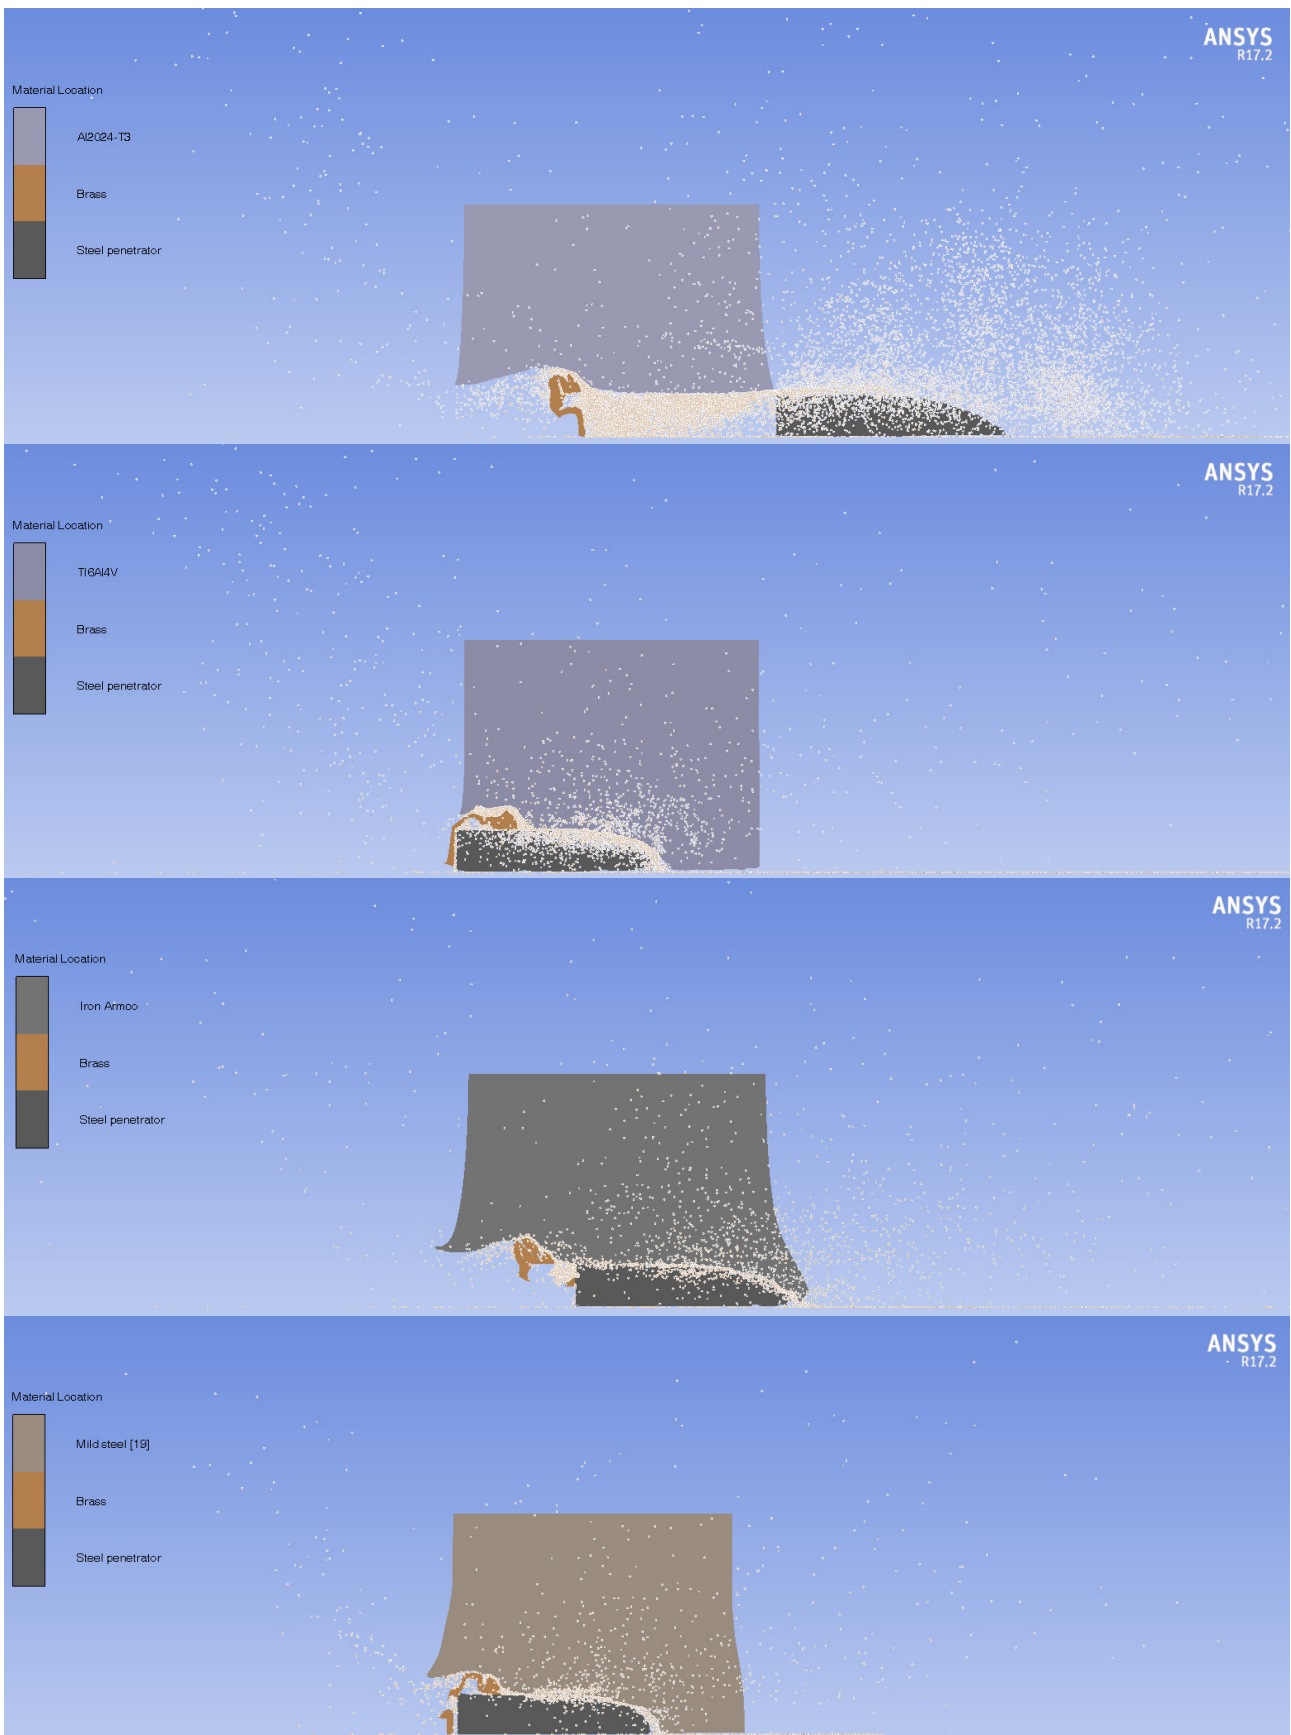 ANSYS
R17.2
Material Location
Al2024-T3
Brass
Steel penetrator
ANSYS
R17.2
Material Location
Ti6Al4V
Brass
Steel penetrator
ANSYS
R17.2
Material Location
Iron Armco
Brass
Steel penetrator
ANSYS
R17.2
Material Location
Mild steel [19]
Brass
Steel penetrator